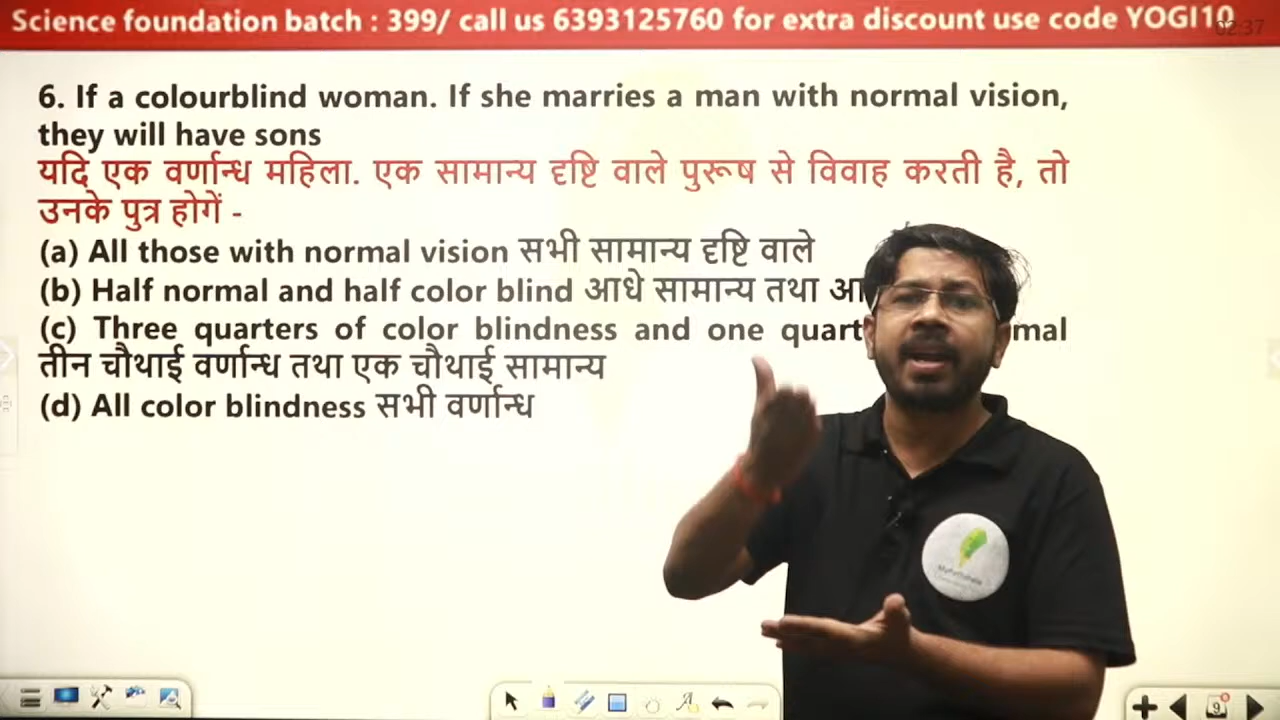 Science foundation batch : 399/ call us 6393125760 for extra discount use code YOGI10
02:37
6. If a colourblind woman. If she marries a man with normal vision,
they will have sons
यदि एक वर्णान्ध महिला. एक सामान्य दृष्टि वाले पुरूष से विवाह करती है, तो
उनके पुत्र होगें -
(a) All those with normal vision सभी सामान्य दृष्टि वाले
(b) Half normal and half color blind आधे सामान्य तथा
(c) Three quarters of color blindness and one
तीन चौथाई वर्णान्ध तथा एक चौथाई सामान्य
(d) All color blindness सभी वर्णान्ध
9